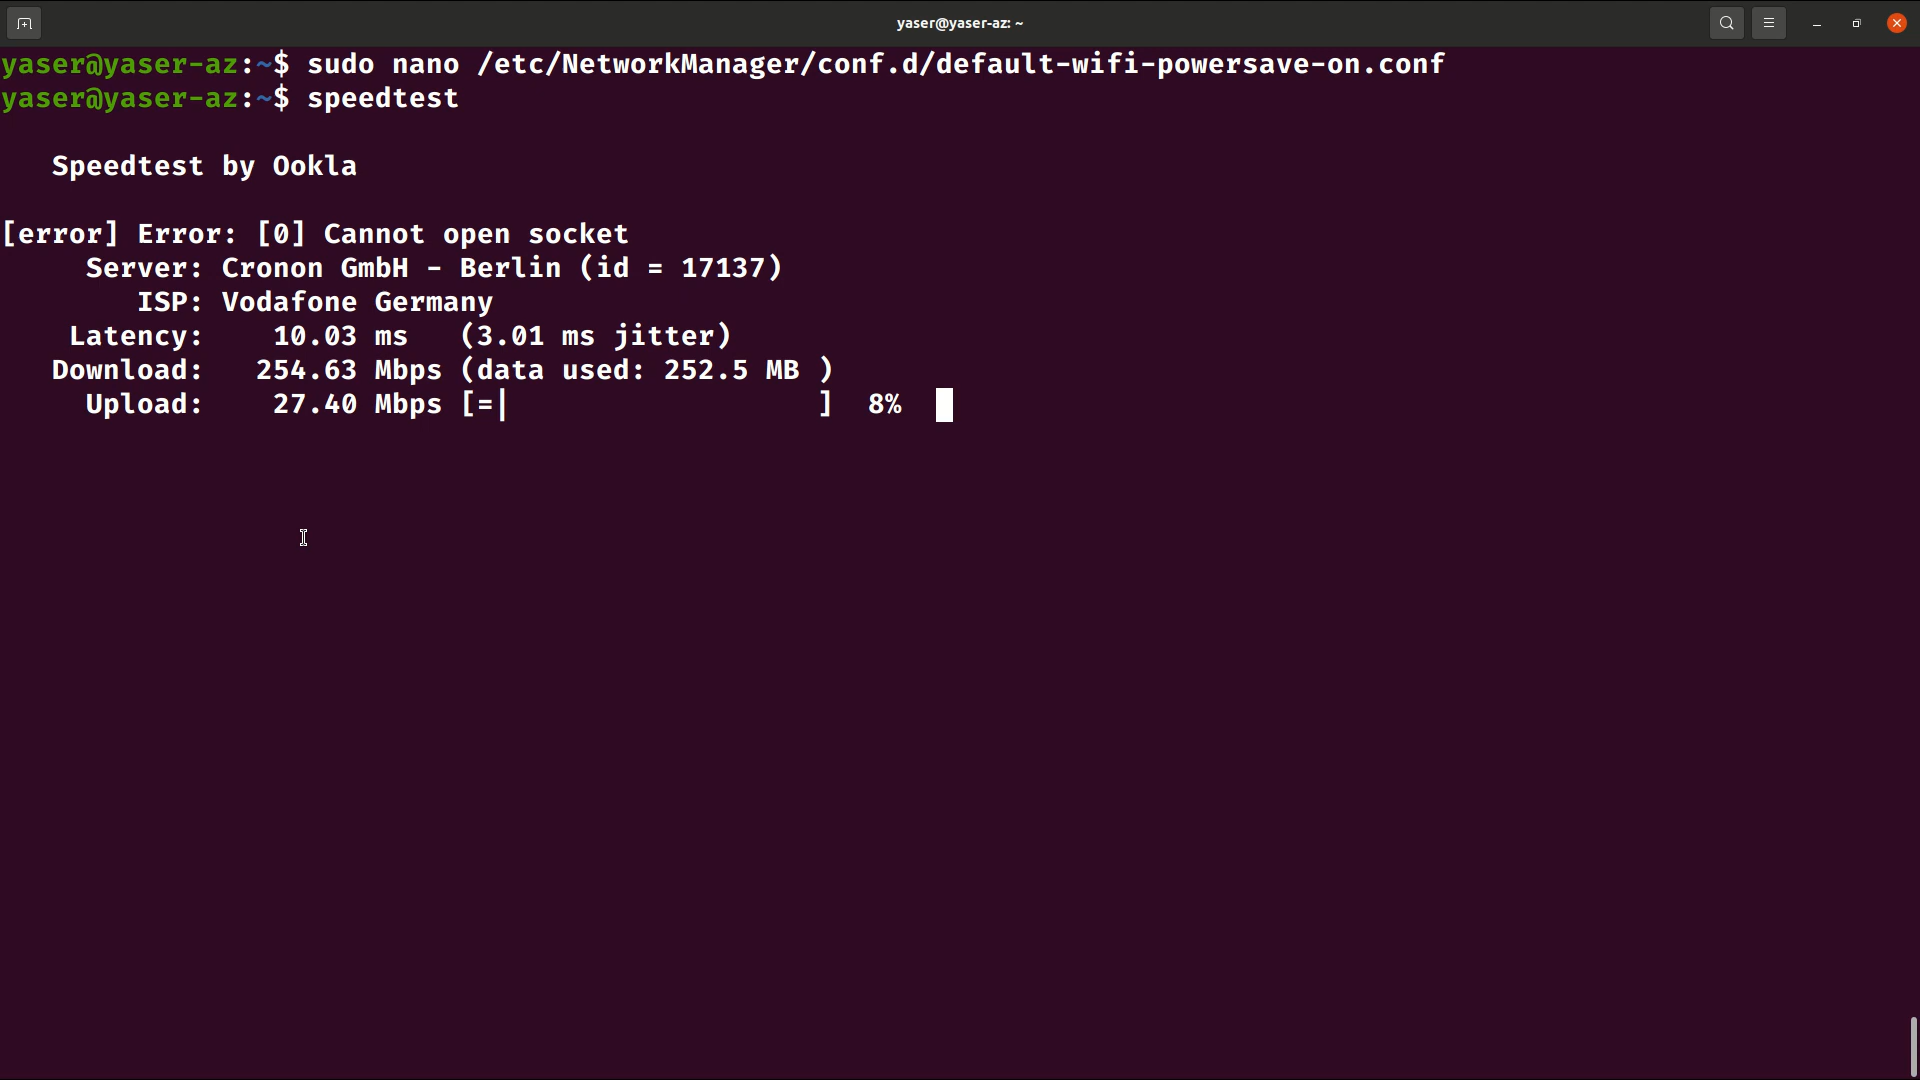 yaser@yaser-az: ~
yaser@yaser-az:~$ sudo nano /etc/NetworkManager/conf.d/default-wifi-powersave-on.conf
yaser@yaser-az:~$ speedtest
Speedtest by Ookla
[error] Error: [0] Cannot open socket
Server: Cronon GmbH - Berlin (id = 17137)
ISP: Vodafone Germany
Latency: 10.03 ms (3.01 ms jitter)
Download: 254.63 Mbps (data used: 252.5 MB )
Upload: 27.40 Mbps [=| ] 8%